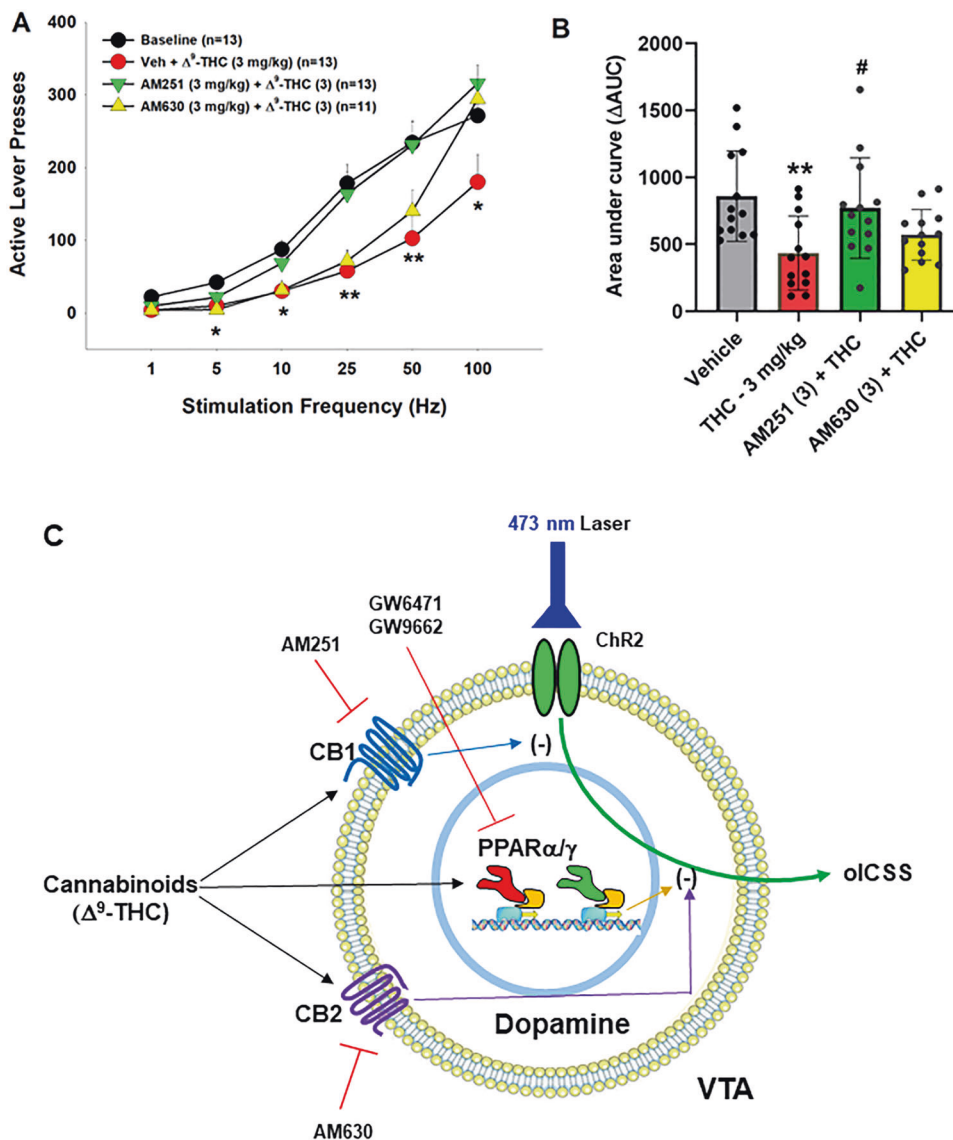 A
400
300
200
100
0
Active Lever Presses
Baseline (n=13)
Veh + Δ⁹-THC (3 mg/kg) (n=13)
AM251 (3 mg/kg) + Δ⁹-THC (3) (n=13)
AM630 (3 mg/kg) + Δ⁹-THC (3) (n=11)
*
*
**
**
*
1 5 10 25 50 100
Stimulation Frequency (Hz)
B
2000
1500
1000
500
0
Area under curve (ΔAUC)
**
#
Vehicle
THC - 3 mg/kg
AM251 (3) + THC
AM630 (3) + THC
C
473 nm Laser
GW6471
GW9662
AM251
ChR2
CB1
(-)
PPARα/γ
Cannabinoids
(Δ⁹-THC)
(-)
oICSS
CB2
Dopamine
VTA
AM630